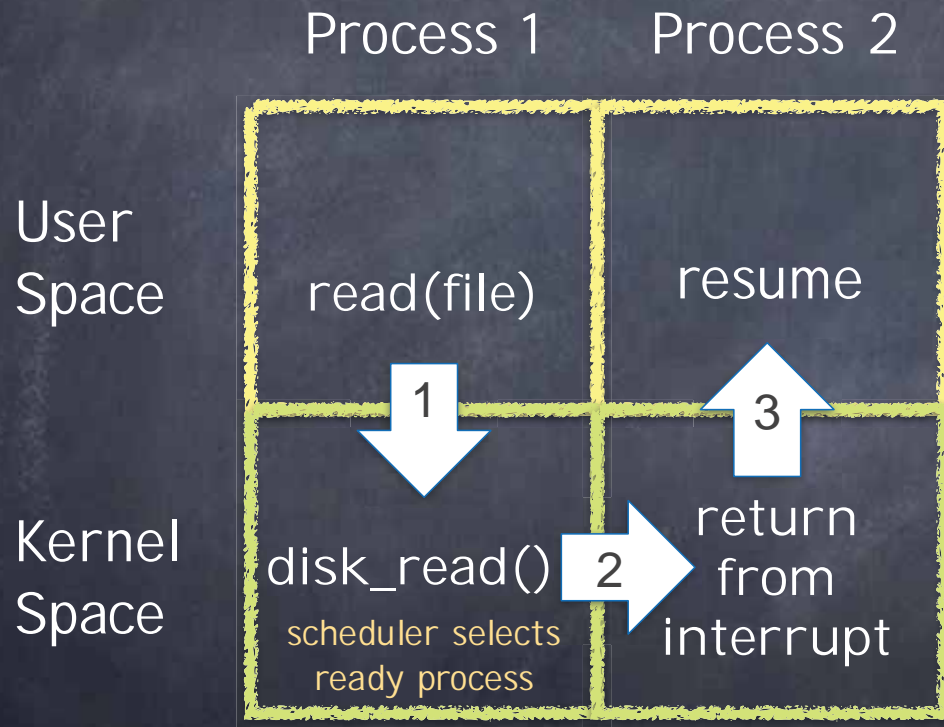 Process 1 Process 2
User
Space
read(file)
resume
1
3
Kernel
Space
disk_read()
scheduler selects
ready process
2
return
from
interrupt